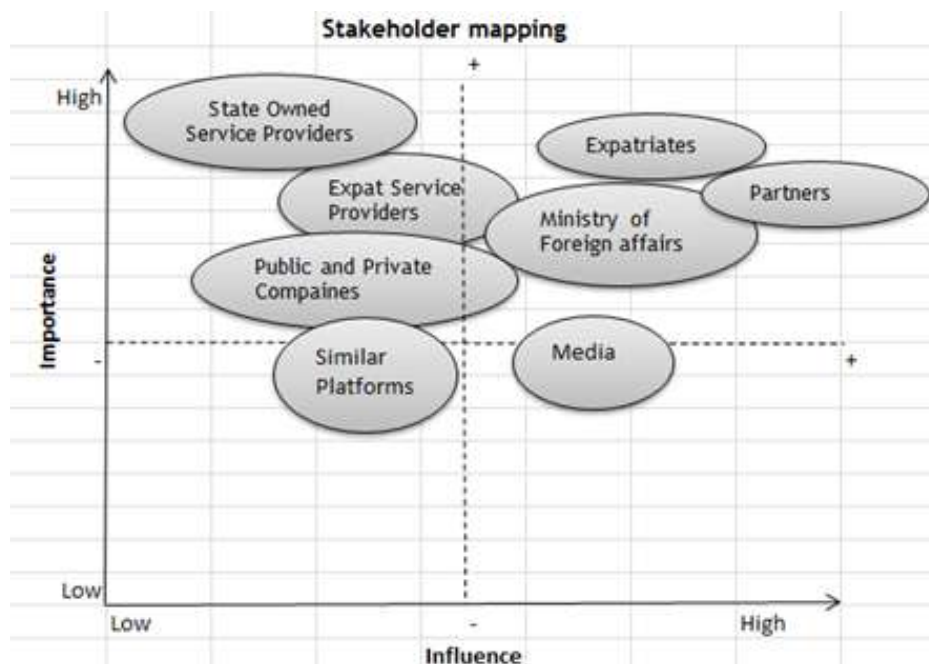 Stakeholder mapping
+
High
State Owned
Service Providers
Expatriates
Expat Service
Providers
Partners
Ministry of
Foreign affairs
Public and Private
Compaines
Importance
-
Similar
Platforms
Media
+
Low
Low
-
High
Influence